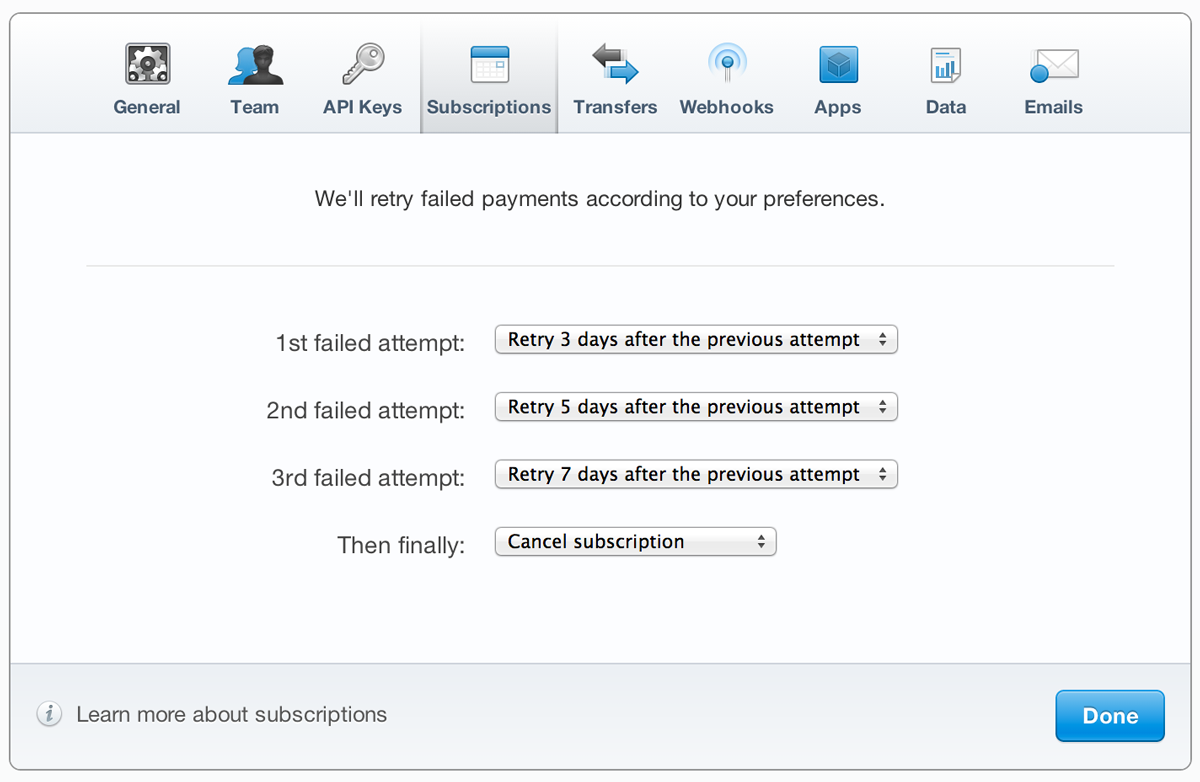 General Team API Keys Subscriptions Transfers Webhooks Apps Data Emails
We'll retry failed payments according to your preferences.
1st failed attempt: Retry 3 days after the previous attempt
2nd failed attempt: Retry 5 days after the previous attempt
3rd failed attempt: Retry 7 days after the previous attempt
Then finally: Cancel subscription
Learn more about subscriptions Done